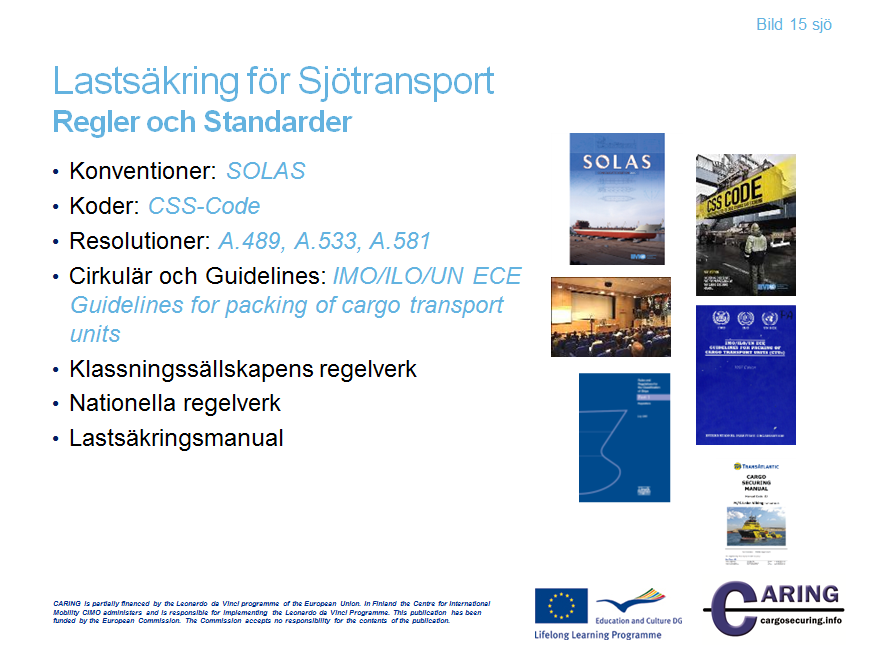 Bild 15 sjö
Lastsäkring för Sjötransport
Regler och Standarder
• Konventioner: SOLAS
• Koder: CSS-Code
• Resolutioner: A.489, A.533, A.581
• Cirkulär och Guidelines: IMO/ILO/UN ECE
Guidelines for packing of cargo transport
units
• Klassningssällskapens regelverk
• Nationella regelverk
• Lastsäkringsmanual
SOLAS
CSS CODE
IMO/ILO/UN ECE
GUIDELINES FOR PACKING OF
CARGO TRANSPORT UNITS (CTUs)
TRANSATLANTIC
CARGO
SECURING
MANUAL
CARING is partially financed by the Leonardo da Vinci programme of the European Union. In Finland the Centre for International
Mobility CIMO administers and is responsible for implementing the Leonardo da Vinci Programme. This publication has been
funded by the European Commission. The Commission accepts no responsibility for the contents of the publication.
Education and Culture DG
Lifelong Learning Programme
CARING
cargosecuring.info